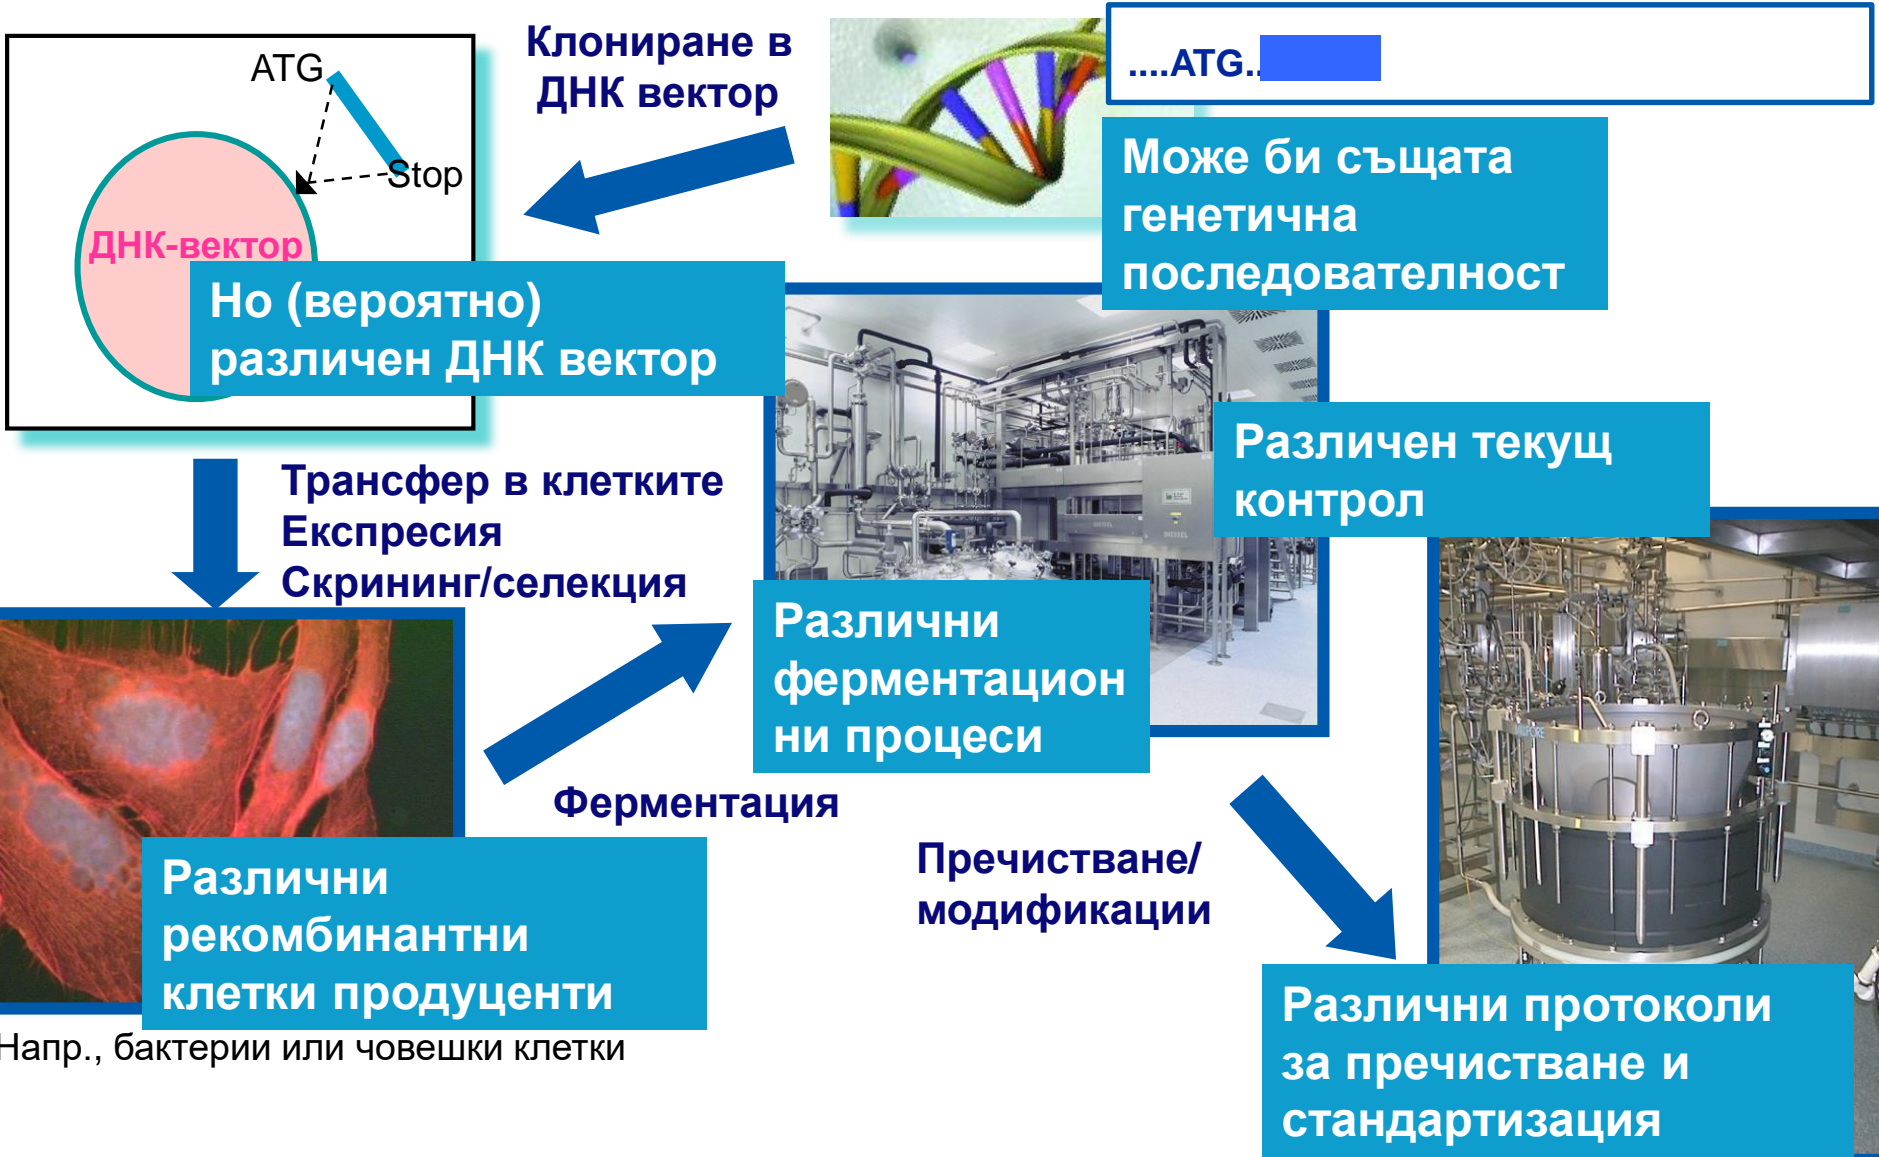 Клониране в
ДНК вектор
....ATG..
Може би същата
генетична
последователност
ATG
Stop
ДНК-вектор
Но (вероятно)
различен ДНК вектор
Различен текущ
контрол
Трансфер в клетките
Експресия
Скрининг/селекция
Различни
ферментацион
ни процеси
Ферментация
Пречистване/
модификации
Различни
рекомбинантни
клетки продуценти
Напр., бактерии или човешки клетки
Различни протоколи
за пречистване и
стандартизация